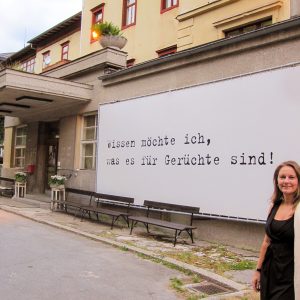 wissen möchte ich,
was es für Gerüchte sind!